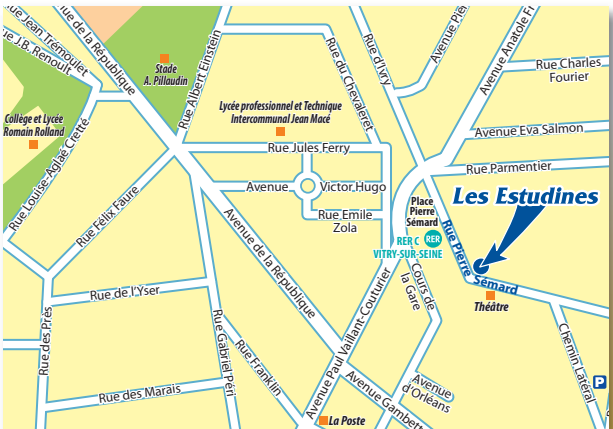 Rue Jean Trémoulet
Rue J.B. Renoult
Avenue de la République
Stade
A. Pillaudin
Rue Albert Einstein
Rue du Chevaleret
Rue d'Ivry
Avenue Anatole Fr
Rue Charles
Fourier
Collège et Lycée
Romain Rolland
Lycée professionnel et Technique
Intercommunal Jean Macé
Avenue Eva Salmon
Rue Louise-Aglaé Cretté
Rue Jules Ferry
Rue Parmentier
Rue Félix Faure
Avenue Victor Hugo
Place
Pierre
Sémard
Les Estudines
Rue Emile
Zola
RER C
VITRY-SUR-SEINE
RER
Rue Pierre Sémard
Avenue de la République
Cours de
la Gare
Rue de l'Yser
Théâtre
Rue des Près
Rue Gabriel Péri
Rue Franklin
Avenue Paul Vaillant-Couturier
Chemin Latéral
P
Rue des Marais
Avenue Gambett
Avenue
d'Orléans
La Poste